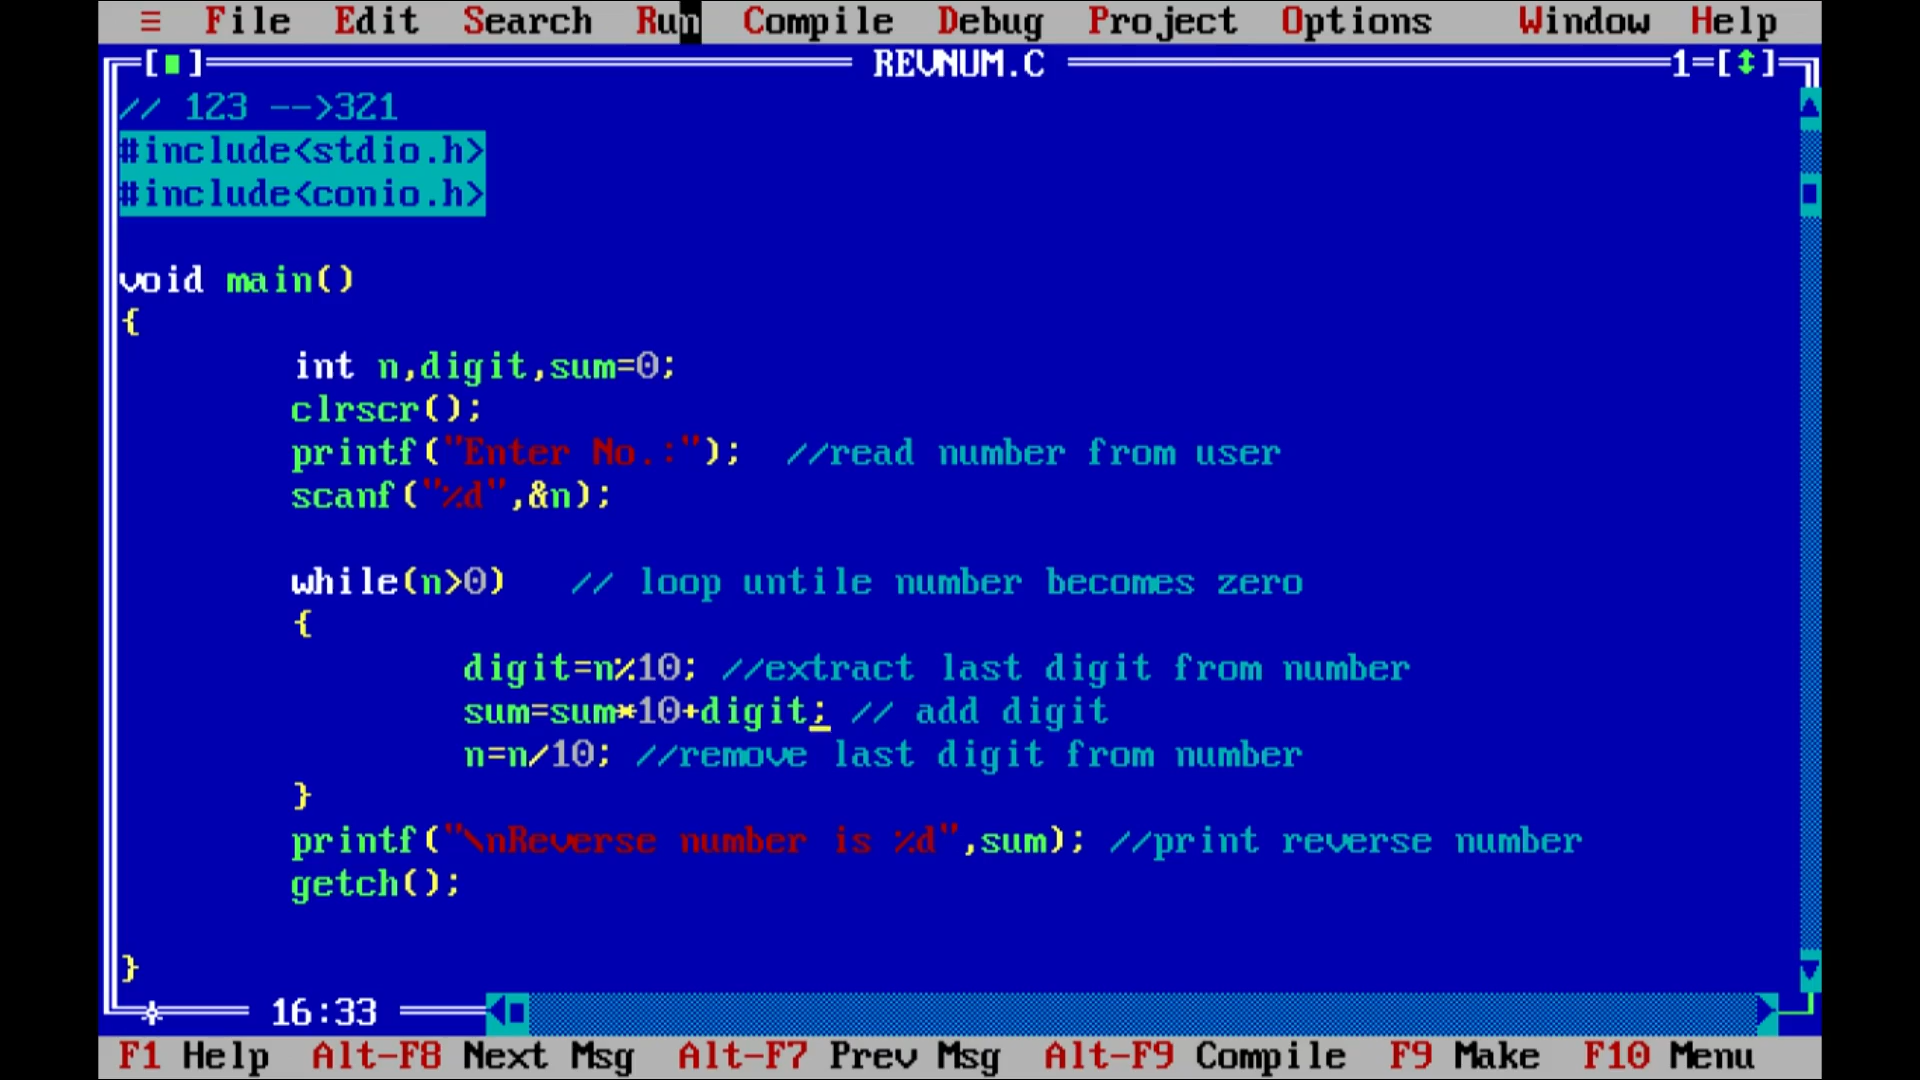 ≡ File Edit Search Run Compile Debug Project Options Window Help
[■] REVNUM.C 1=[↕]
// 123 -->321
#include<stdio.h>
#include<conio.h>
void main()
{
int n,digit,sum=0;
clrscr();
printf("Enter No.:"); //read number from user
scanf("%d",&n);
while(n>0) // loop untile number becomes zero
{
digit=n%10; //extract last digit from number
sum=sum*10+digit; // add digit
n=n/10; //remove last digit from number
}
printf("\nReverse number is %d",sum); //print reverse number
getch();
}
16:33
F1 Help Alt-F8 Next Msg Alt-F7 Prev Msg Alt-F9 Compile F9 Make F10 Menu